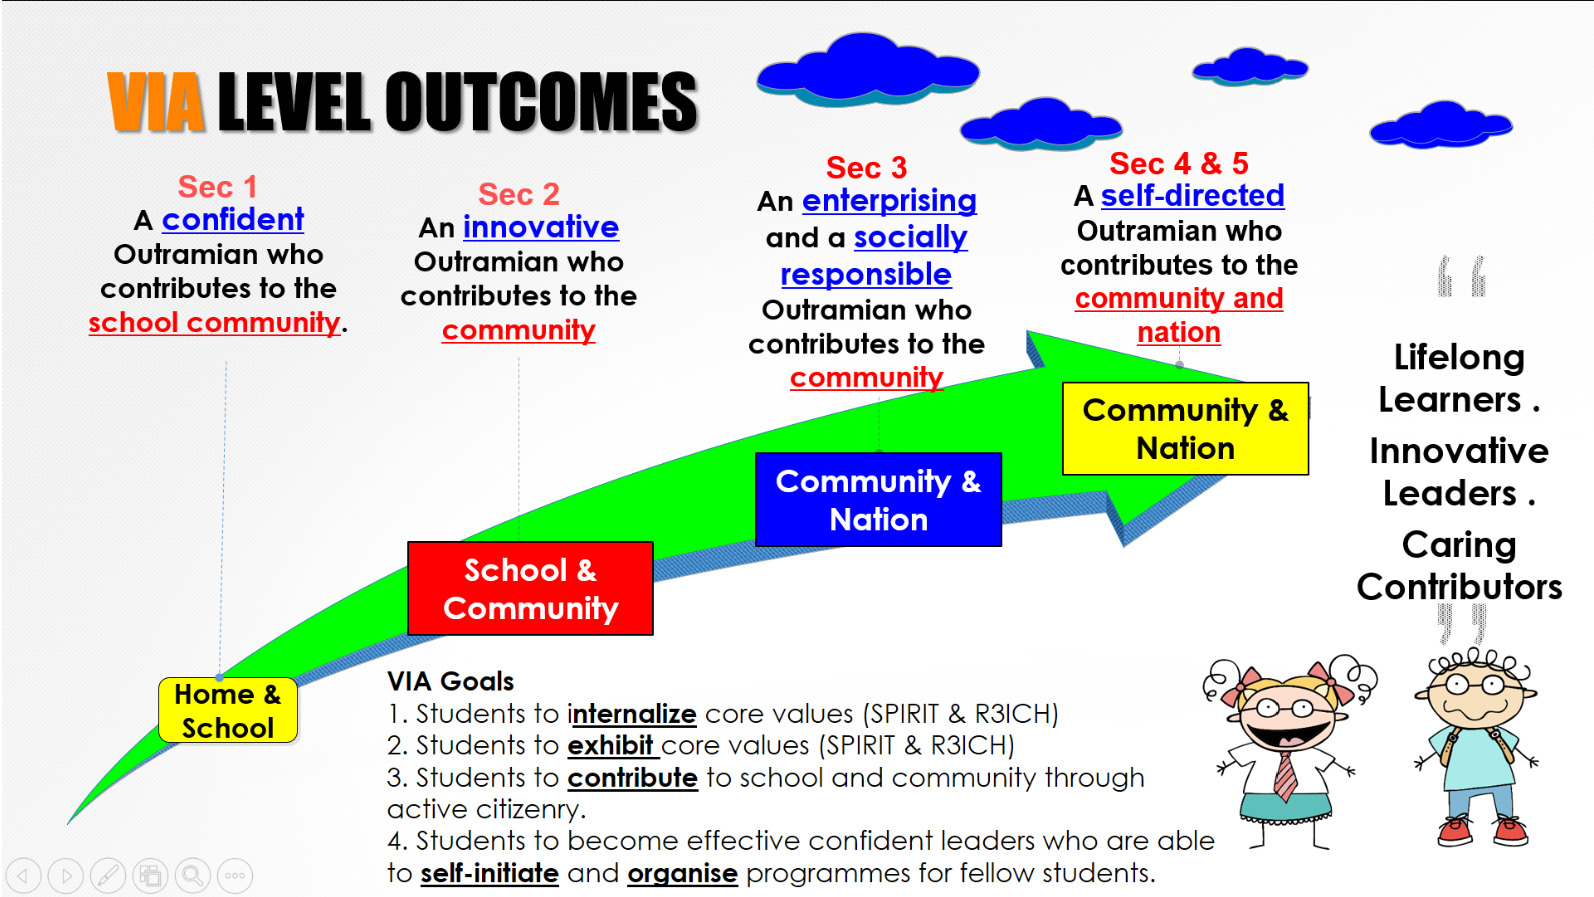 VIA LEVEL OUTCOMES
Sec 1
A confident
Outramian who
contributes to the
school community.
Sec 2
An innovative
Outramian who
contributes to the
community
Sec 3
An enterprising
and a socially
responsible
Outramian who
contributes to the
community
Sec 4 & 5
A self-directed
Outramian who
contributes to the
community and
nation
Home &
School
School &
Community
Community &
Nation
Community &
Nation
“
Lifelong
Learners .
Innovative
Leaders .
Caring
Contributors
”
VIA Goals
1. Students to internalize core values (SPIRIT & R3ICH)
2. Students to exhibit core values (SPIRIT & R3ICH)
3. Students to contribute to school and community through
active citizenry.
4. Students to become effective confident leaders who are able
to self-initiate and organise programmes for fellow students.